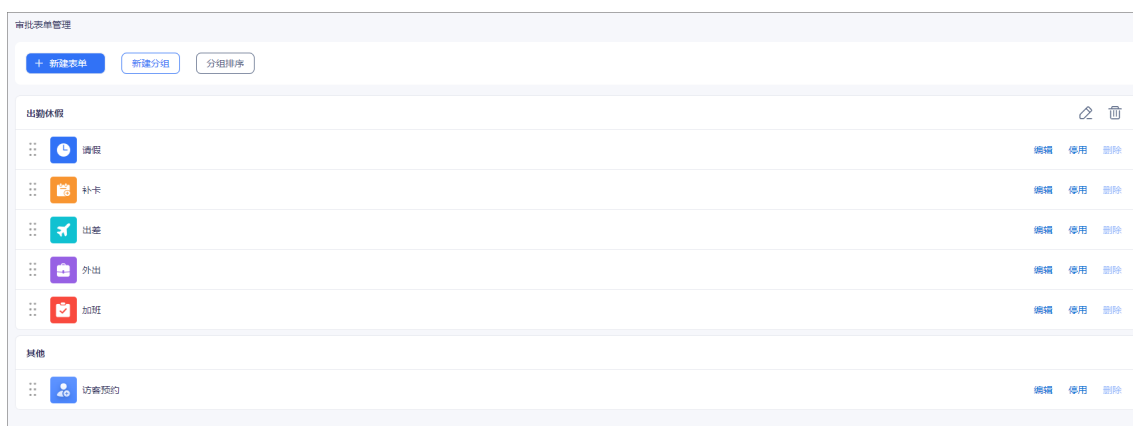 审批表单管理
+ 新建表单 新建分组 分组排序
出勤休假
请假 编辑 停用 删除
补卡 编辑 停用 删除
出差 编辑 停用 删除
外出 编辑 停用 删除
加班 编辑 停用 删除
其他
访客预约 编辑 停用 删除